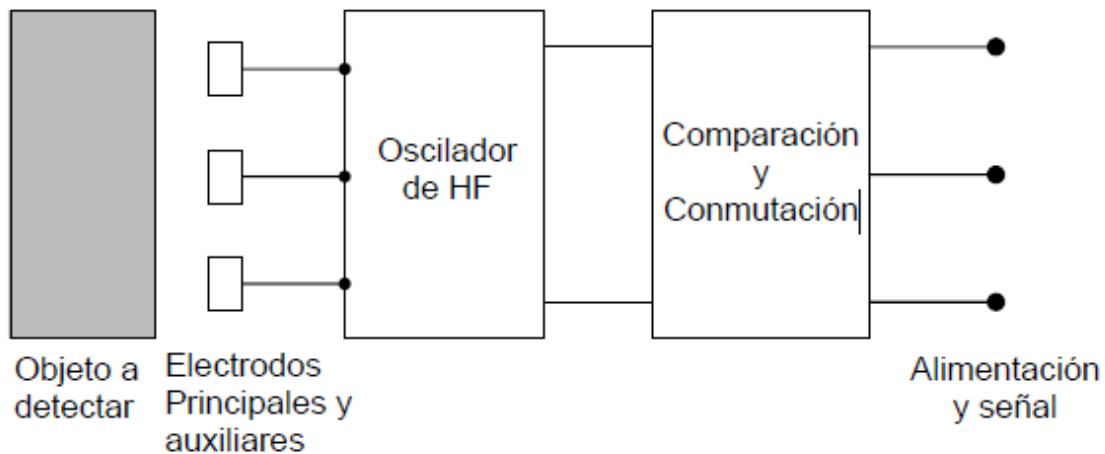 Oscilador
de HF
Comparación
y
Conmutación
Objeto a
detectar
Electrodos
Principales y
auxiliares
Alimentación
y señal